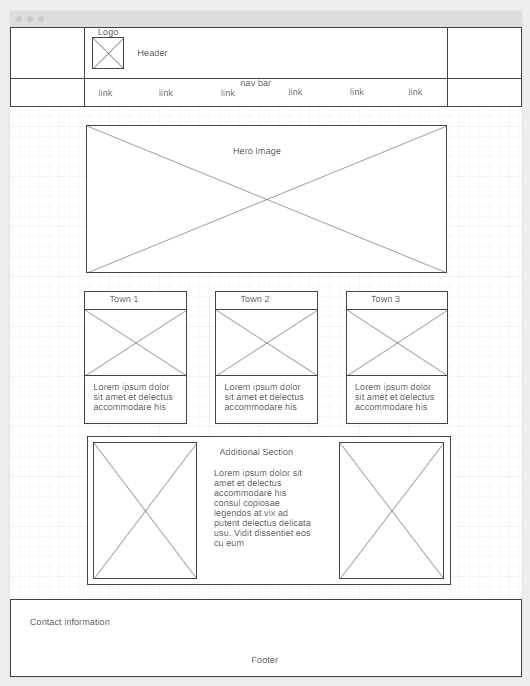 Logo
Header
nav bar
link link link link link link
Hero Image
Town 1 Town 2 Town 3
Lorem ipsum dolor
sit amet et delectus
accommodare his
Lorem ipsum dolor
sit amet et delectus
accommodare his
Lorem ipsum dolor
sit amet et delectus
accommodare his
Additional Section
Lorem ipsum dolor sit
amet et delectus
accommodare his
consul copiosae
legendos at vix ad
putent delectus delicata
usu. Vidit dissentiet eos
cu eum
Contact information
Footer